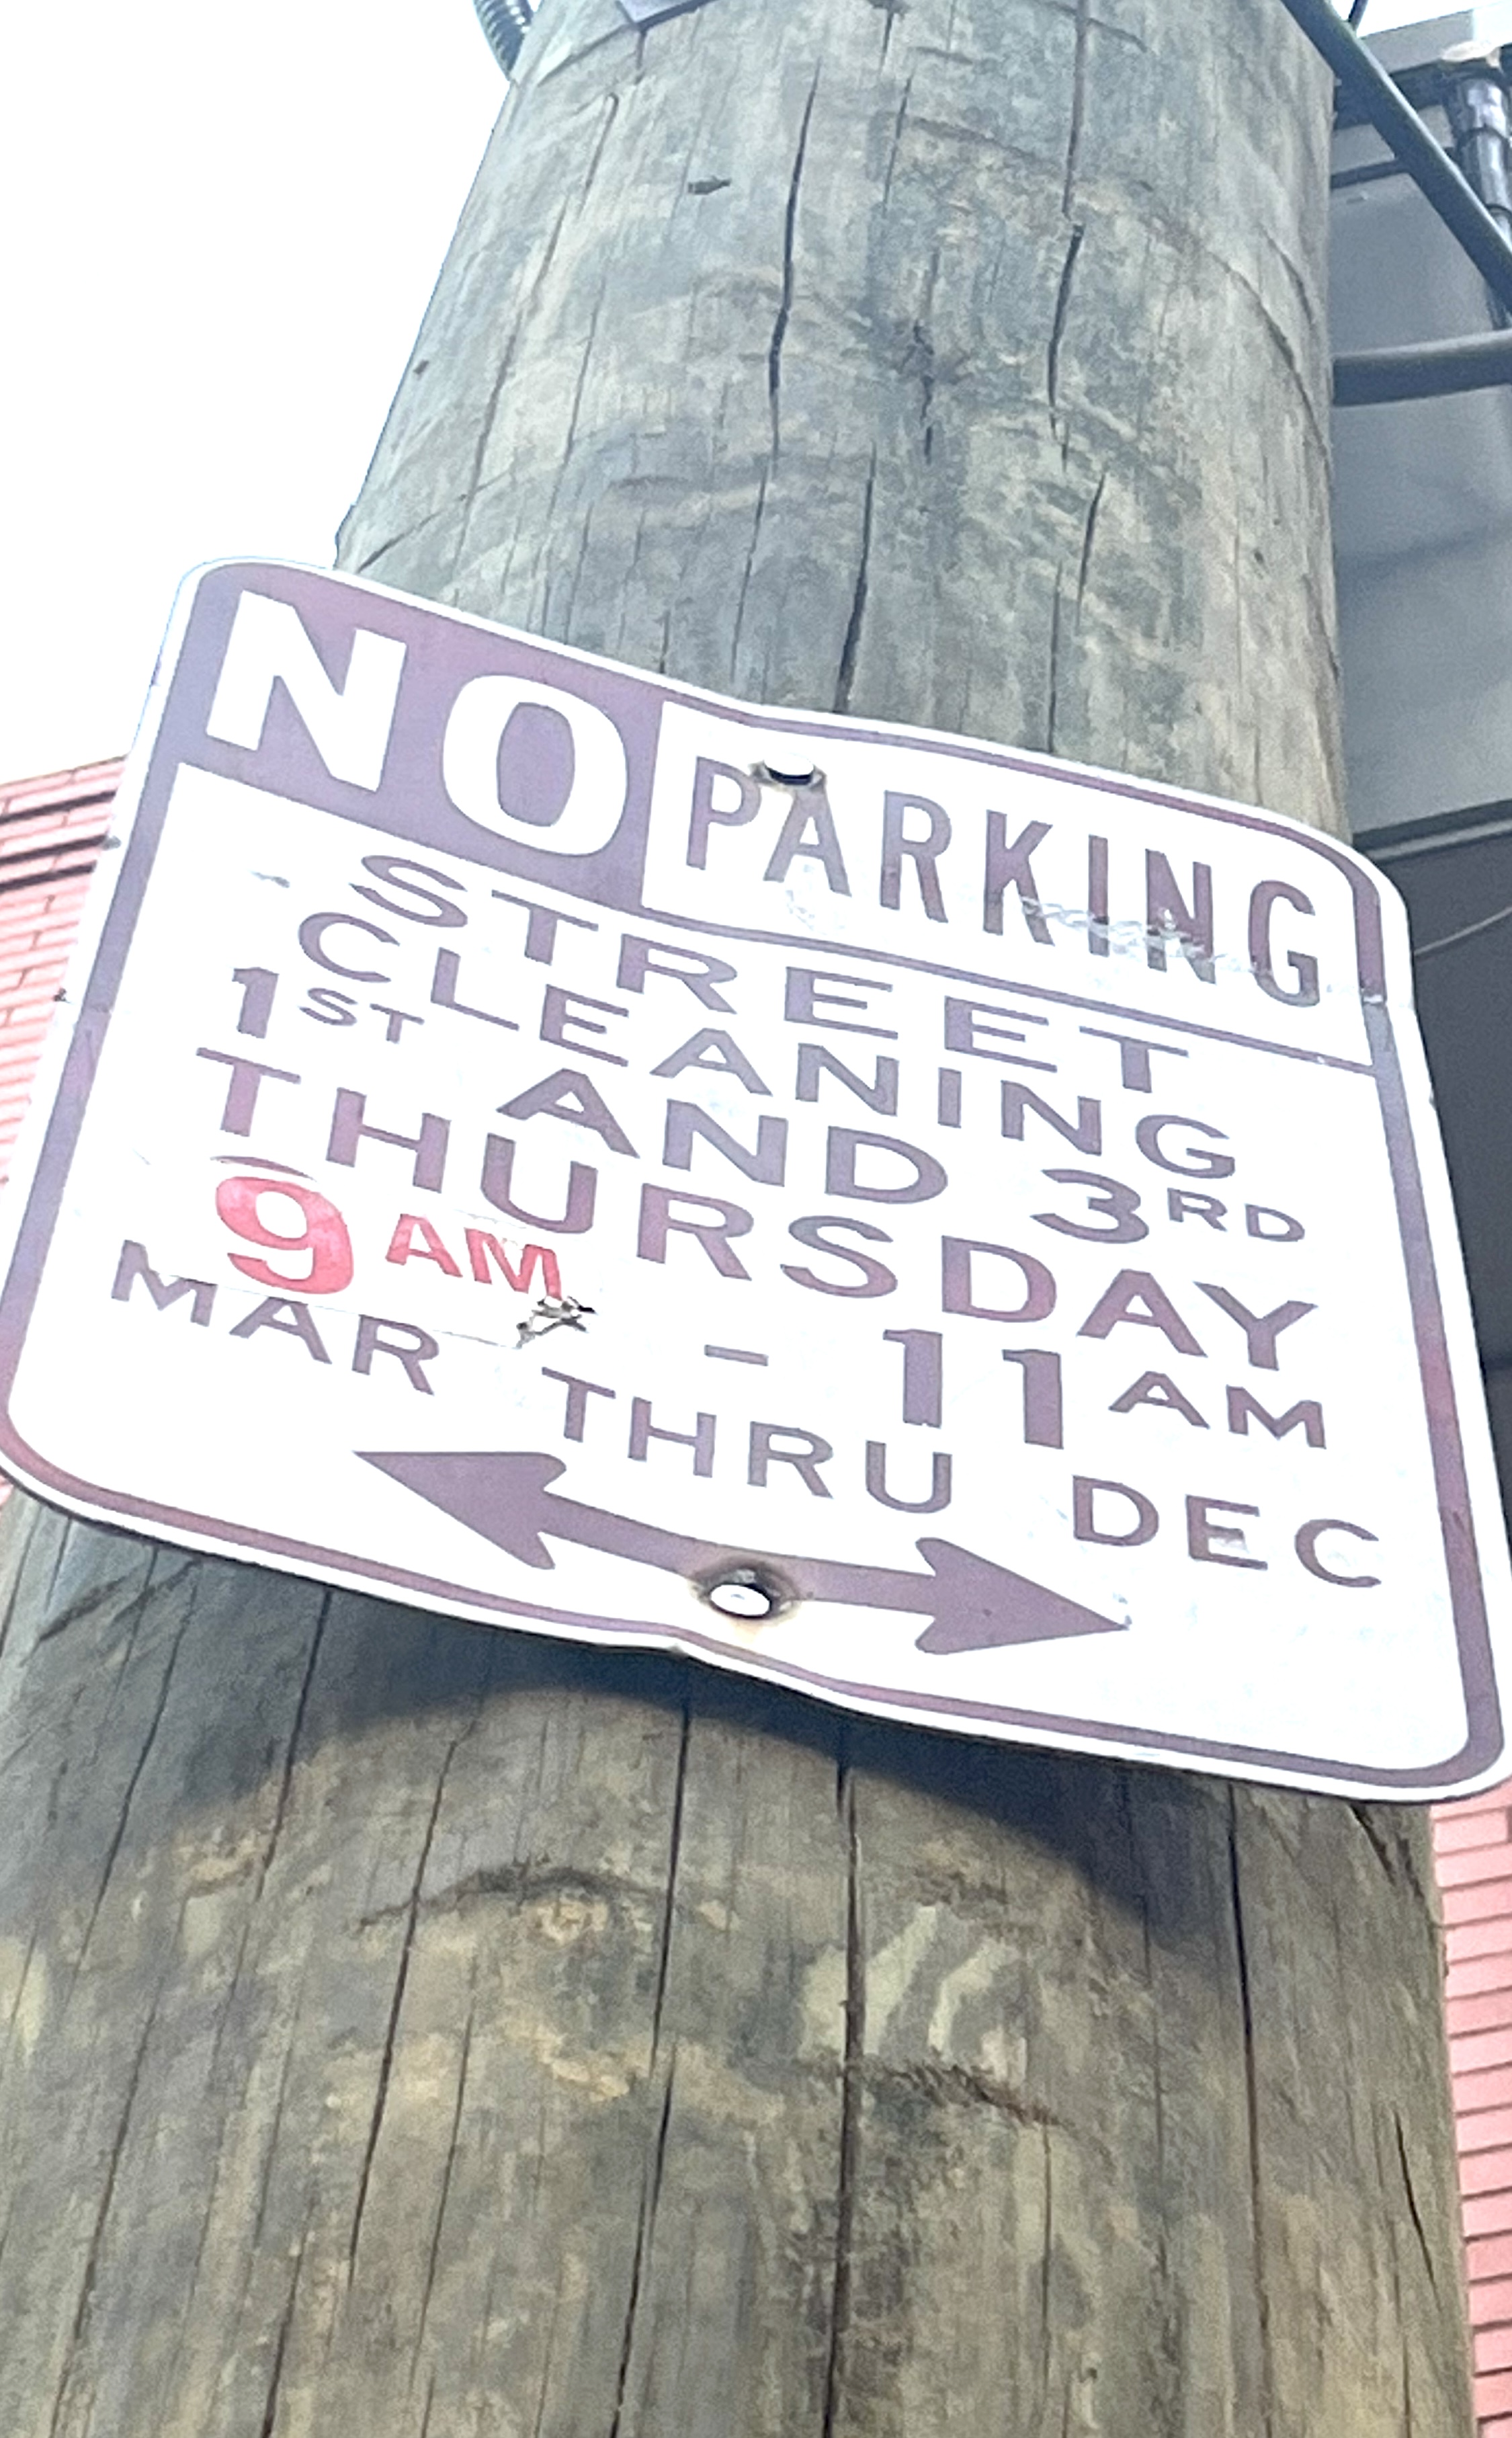 NO PARKING
STREET
CLEANING
1ST AND 3RD
THURSDAY
9AM - 11AM
MAR THRU DEC